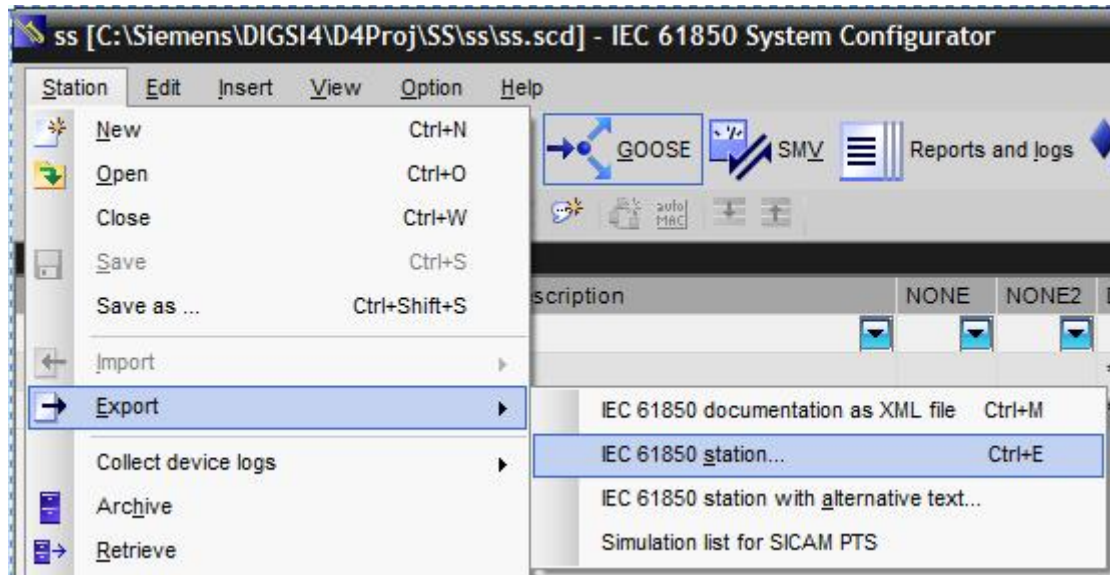 ss [C:\Siemens\DIGSI4\D4Proj\SS\ss\ss.scd] - IEC 61850 System Configurator
Station Edit Insert View Option Help
New Ctrl+N
GOOSE SMV Reports and logs
Open Ctrl+O
Close Ctrl+W
auto MAC
Save Ctrl+S
scription NONE NONE2
Save as ... Ctrl+Shift+S
Import
Export
IEC 61850 documentation as XML file Ctrl+M
Collect device logs
IEC 61850 station... Ctrl+E
Archive
IEC 61850 station with alternative text...
Retrieve
Simulation list for SICAM PTS